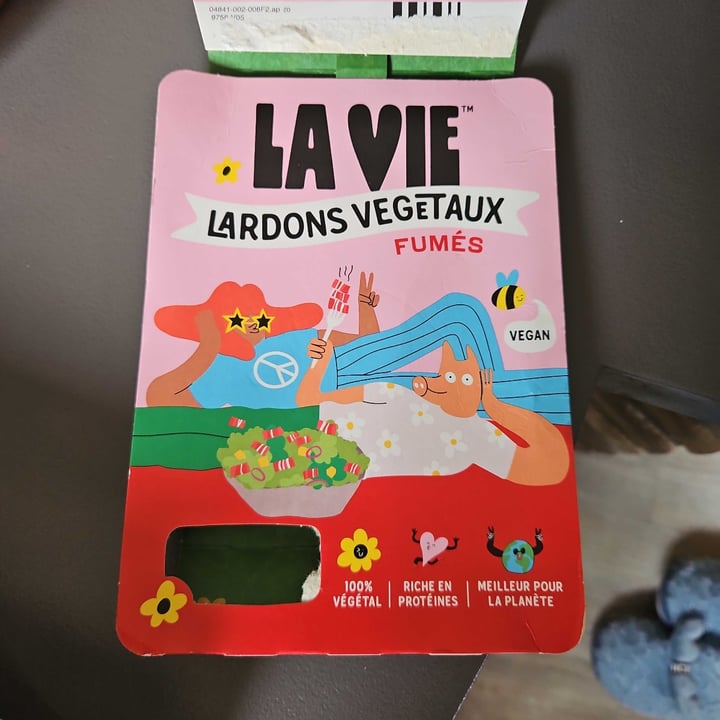 LA VIE™
LARDONS VEGETAUX
FUMÉS
VEGAN
100%
VÉGÉTAL
RICHE EN
PROTÉINES
MEILLEUR POUR
LA PLANÈTE